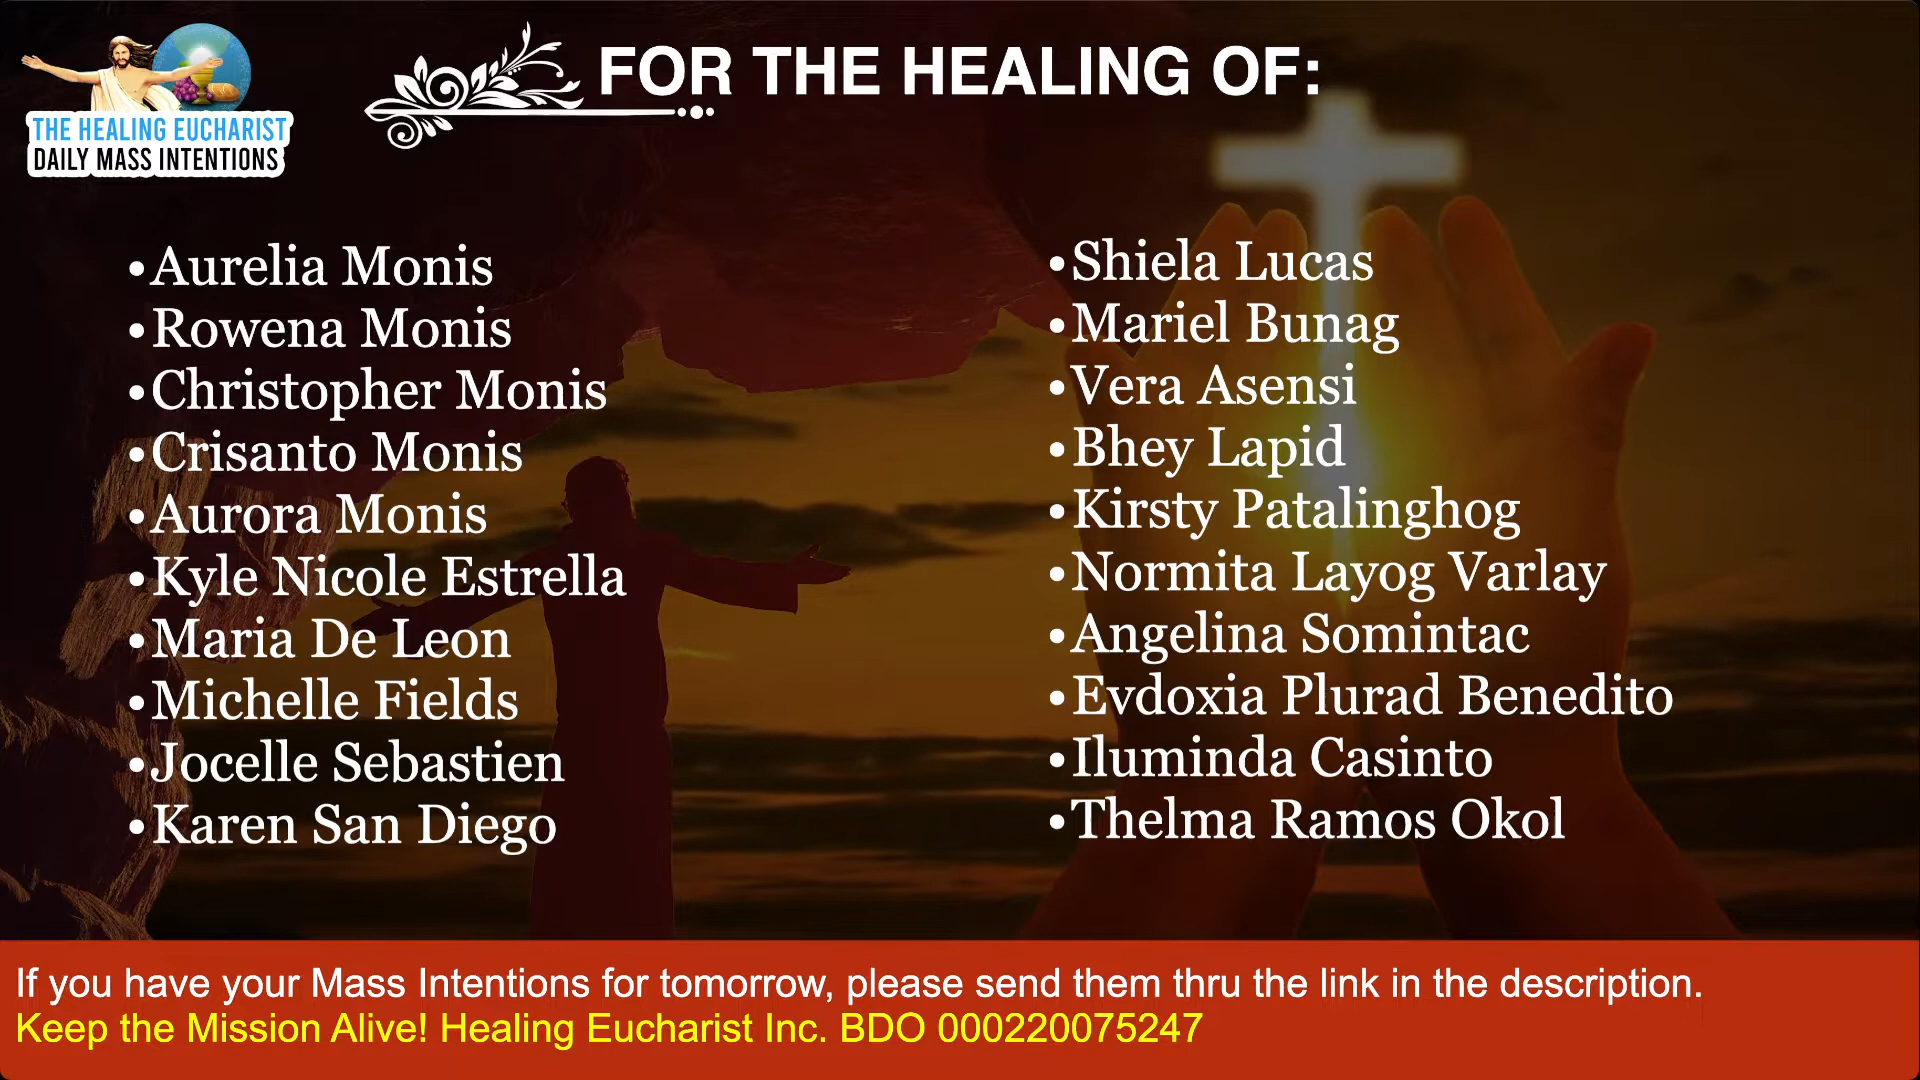 THE HEALING EUCHARIST
DAILY MASS INTENTIONS
FOR THE HEALING OF:
•Aurelia Monis
•Rowena Monis
•Christopher Monis
•Crisanto Monis
•Aurora Monis
•Kyle Nicole Estrella
•Maria De Leon
•Michelle Fields
•Jocelle Sebastien
•Karen San Diego
•Shiela Lucas
•Mariel Bunag
•Vera Asensi
•Bhey Lapid
•Kirsty Patalinghog
•Normita Layog Varlay
•Angelina Somintac
•Evdoxia Plurad Benedito
•Iluminda Casinto
•Thelma Ramos Okol
If you have your Mass Intentions for tomorrow, please send them thru the link in the description.
Keep the Mission Alive! Healing Eucharist Inc. BDO 000220075247